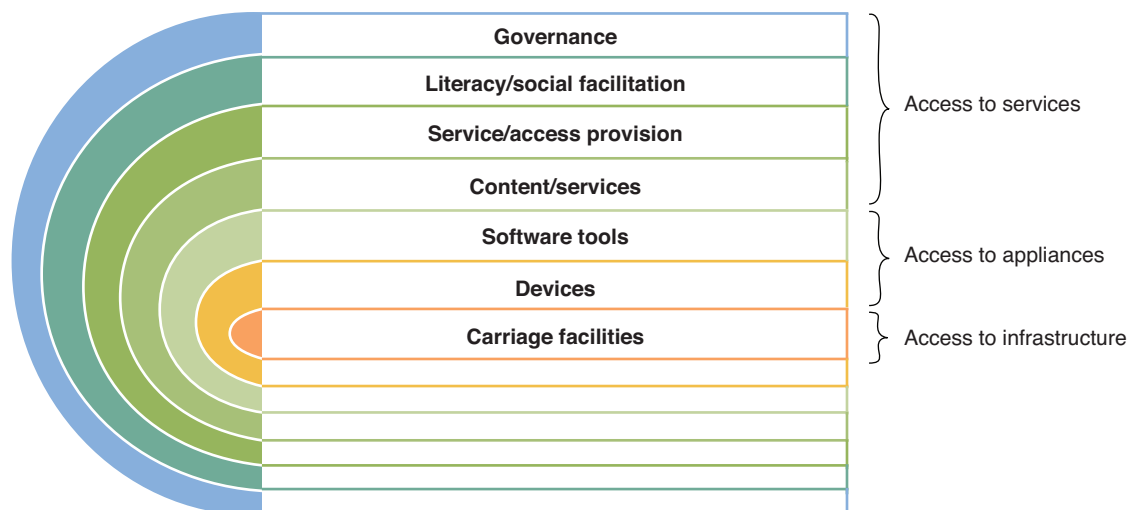 Governance
Literacy/social facilitation
Service/access provision
Content/services
Software tools
Devices
Carriage facilities
Access to services
Access to appliances
Access to infrastructure